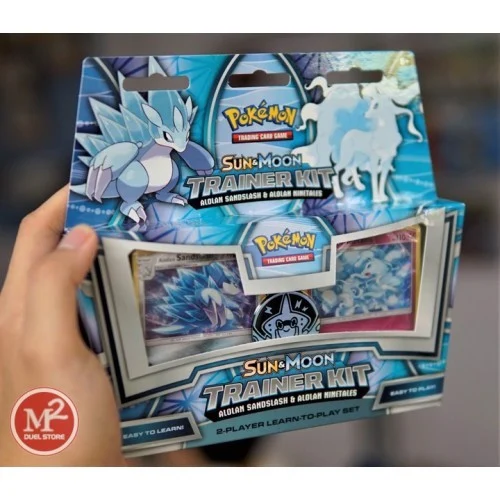 POKéMON
TRADING CARD GAME
SUN & MOON
TRAINER KIT
ALOLAN SANDSLASH & ALOLAN NINETALES
POKéMON
TRADING CARD GAME
SUN & MOON
TRAINER KIT
ALOLAN SANDSLASH & ALOLAN NINETALES
EASY TO LEARN!
2-PLAYER LEARN-TO-PLAY SET
EASY TO PLAY!
M2
DUEL STORE